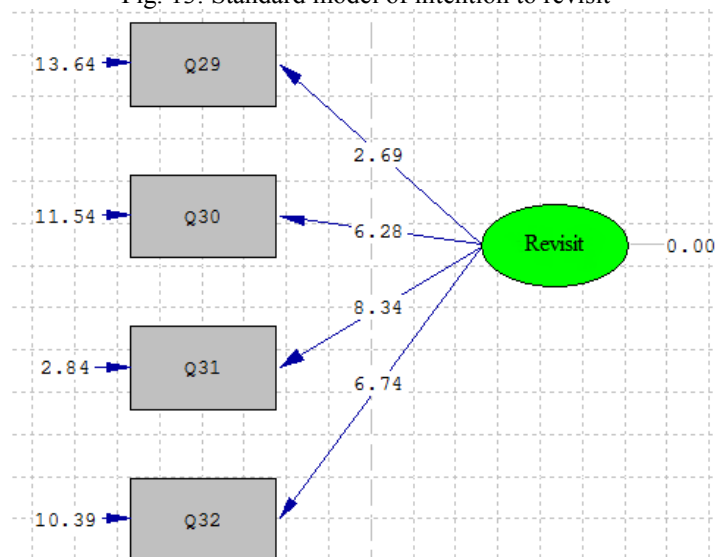 Fig. 15. Standard model of intention to revisit
13.64 Q29
2.69
11.54 Q30
6.28
Revisit 0.00
8.34
2.84 Q31
6.74
10.39 Q32